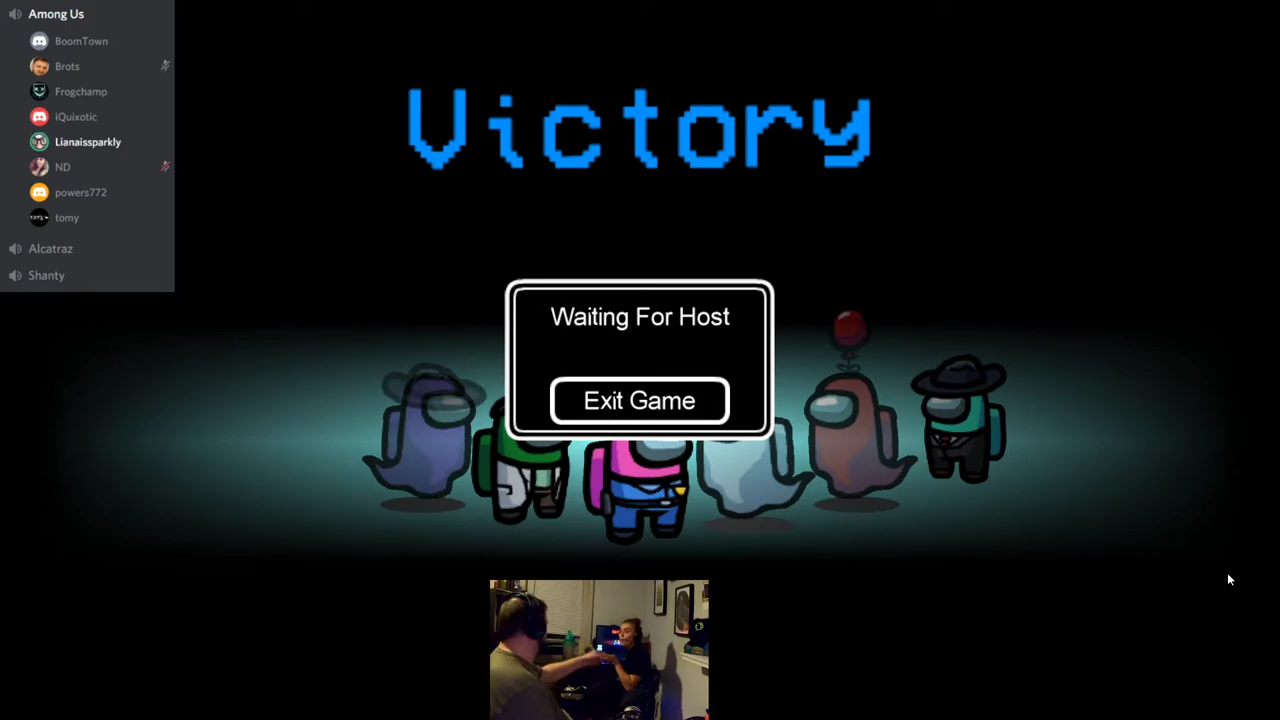 Among Us
BoomTown
Brots
Frogchamp
iQuixotic
Lianaissparkly
ND
powers772
tomy
Alcatraz
Shanty
Victory
Waiting For Host
Exit Game